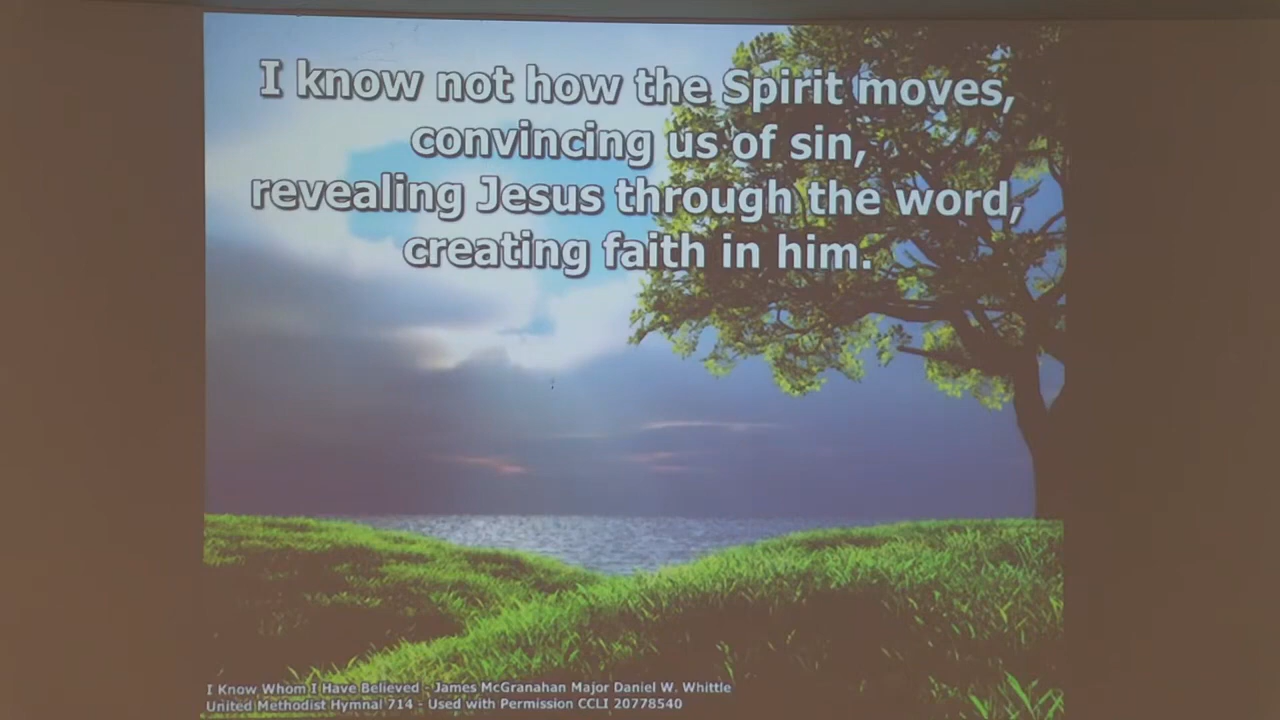 I know not how the Spirit moves,
convincing us of sin,
revealing Jesus through the word,
creating faith in him.
I Know Whom I Have Believed - James McGranahan Major Daniel W. Whittle
United Methodist Hymnal 714 - Used with Permission CCLI 20778540